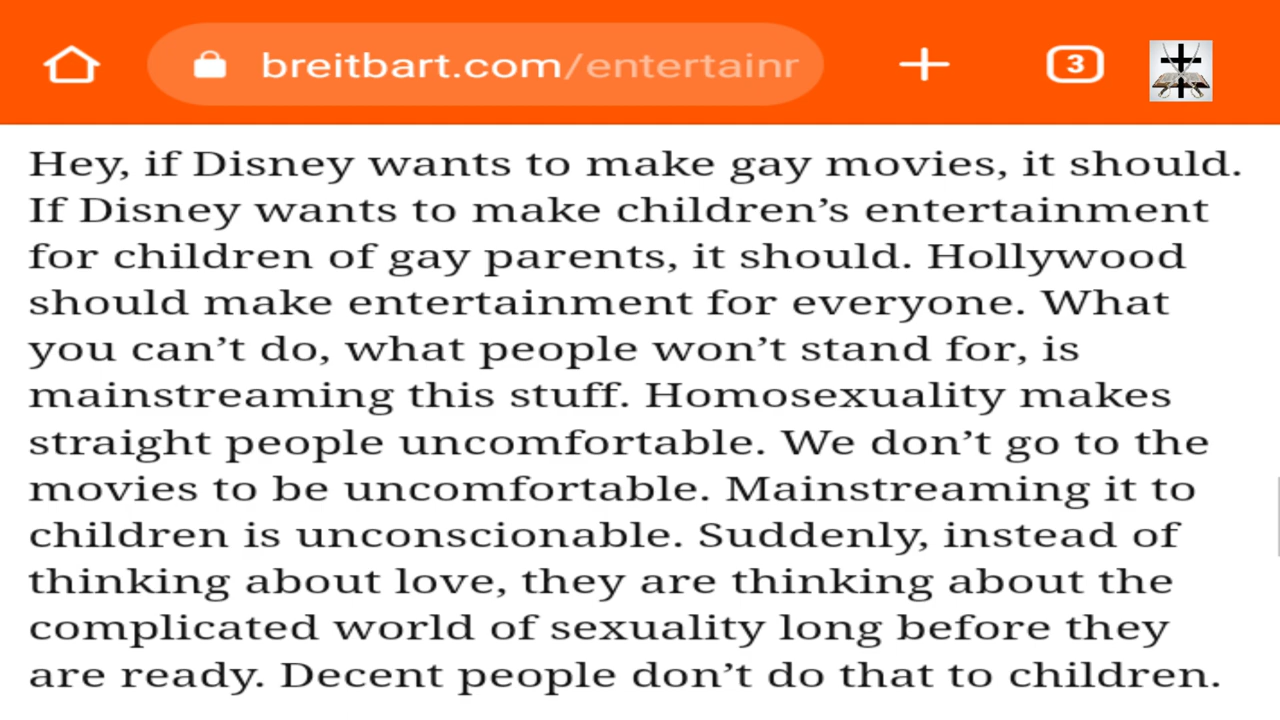 breitbart.com/entertainr
3
Hey, if Disney wants to make gay movies, it should.
If Disney wants to make children’s entertainment
for children of gay parents, it should. Hollywood
should make entertainment for everyone. What
you can’t do, what people won’t stand for, is
mainstreaming this stuff. Homosexuality makes
straight people uncomfortable. We don’t go to the
movies to be uncomfortable. Mainstreaming it to
children is unconscionable. Suddenly, instead of
thinking about love, they are thinking about the
complicated world of sexuality long before they
are ready. Decent people don’t do that to children.